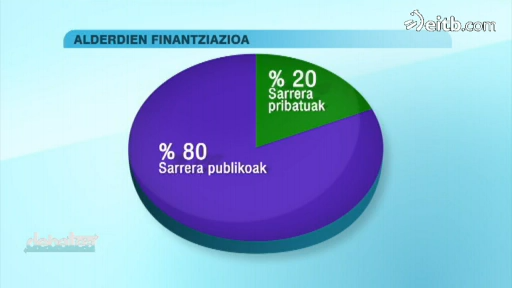 eitb.com
ALDERDIEN FINANTZIAZIOA
% 20
Sarrera
pribatuak
% 80
Sarrera publikoak